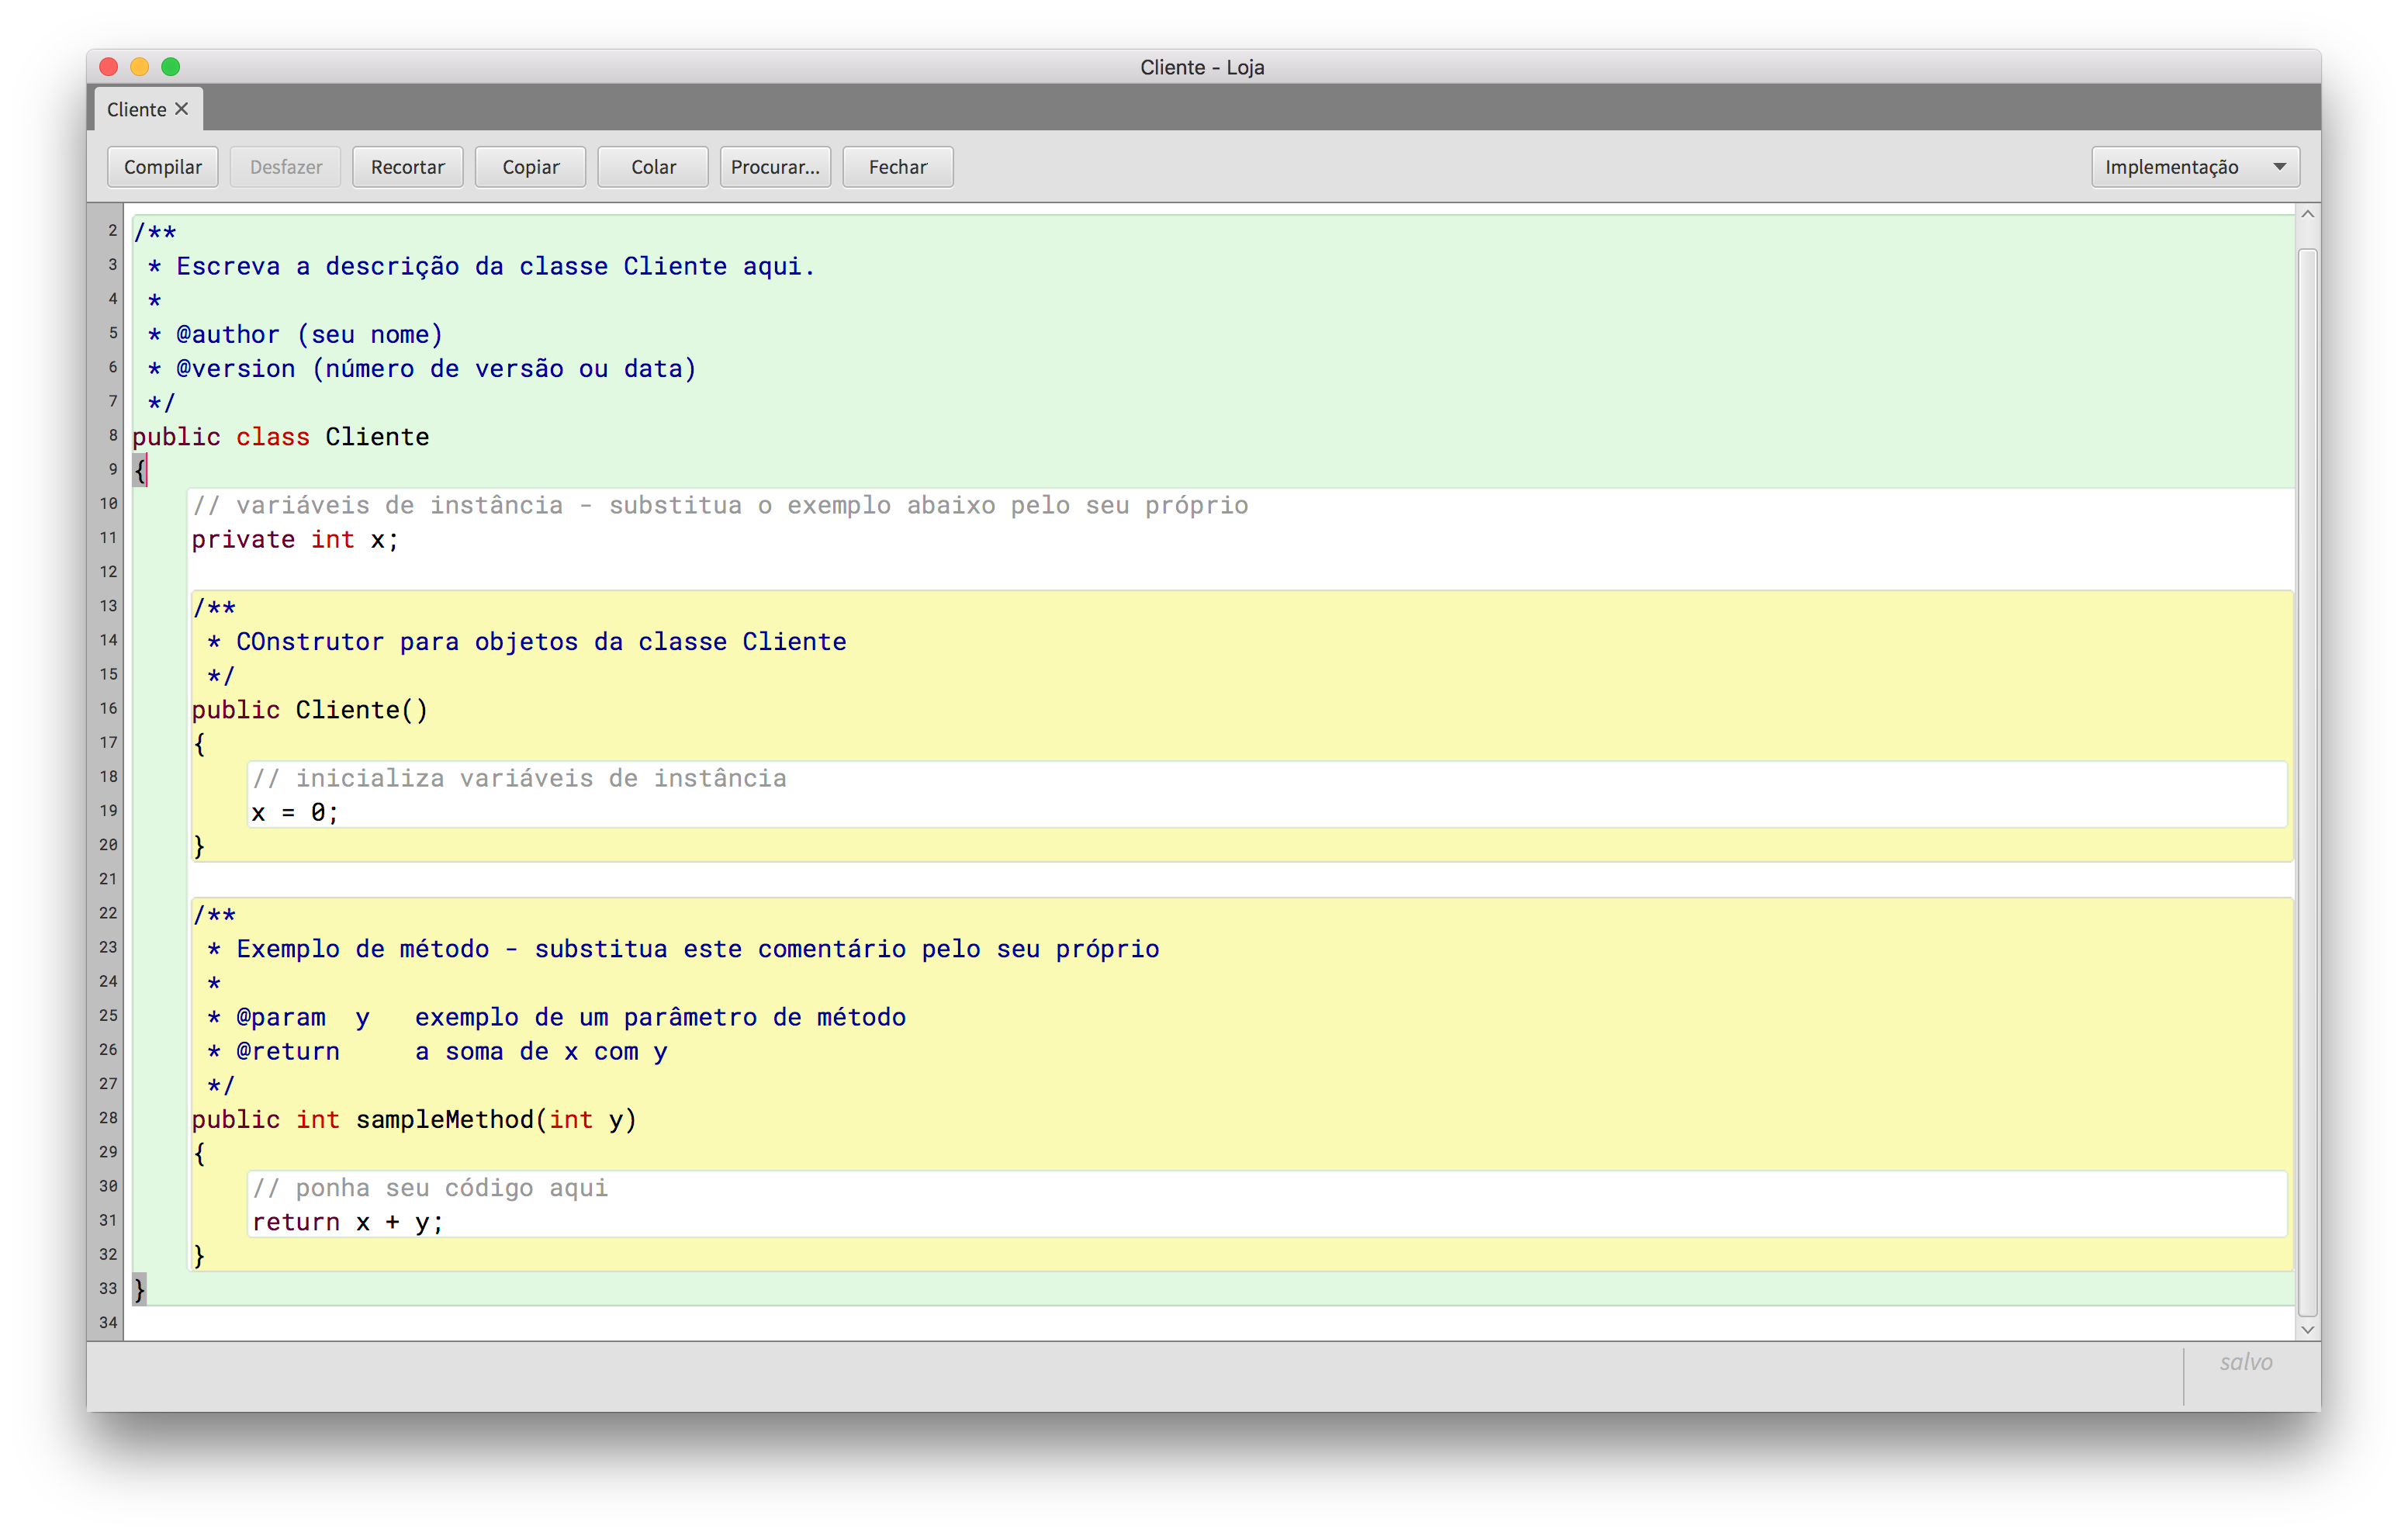 Cliente - Loja
Cliente
Compilar Desfazer Recortar Copiar Colar Procurar... Fechar Implementação
2 /**
3  * Escreva a descrição da classe Cliente aqui.
4  *
5  * @author (seu nome)
6  * @version (número de versão ou data)
7  */
8 public class Cliente
9 {
10     // variáveis de instância - substitua o exemplo abaixo pelo seu próprio
11     private int x;
12
13     /**
14      * COnstrutor para objetos da classe Cliente
15      */
16     public Cliente()
17     {
18         // inicializa variáveis de instância
19         x = 0;
20     }
21
22     /**
23      * Exemplo de método - substitua este comentário pelo seu próprio
24      *
25      * @param  y   exemplo de um parâmetro de método
26      * @return     a soma de x com y
27      */
28     public int sampleMethod(int y)
29     {
30         // ponha seu código aqui
31         return x + y;
32     }
33 }
34
salvo